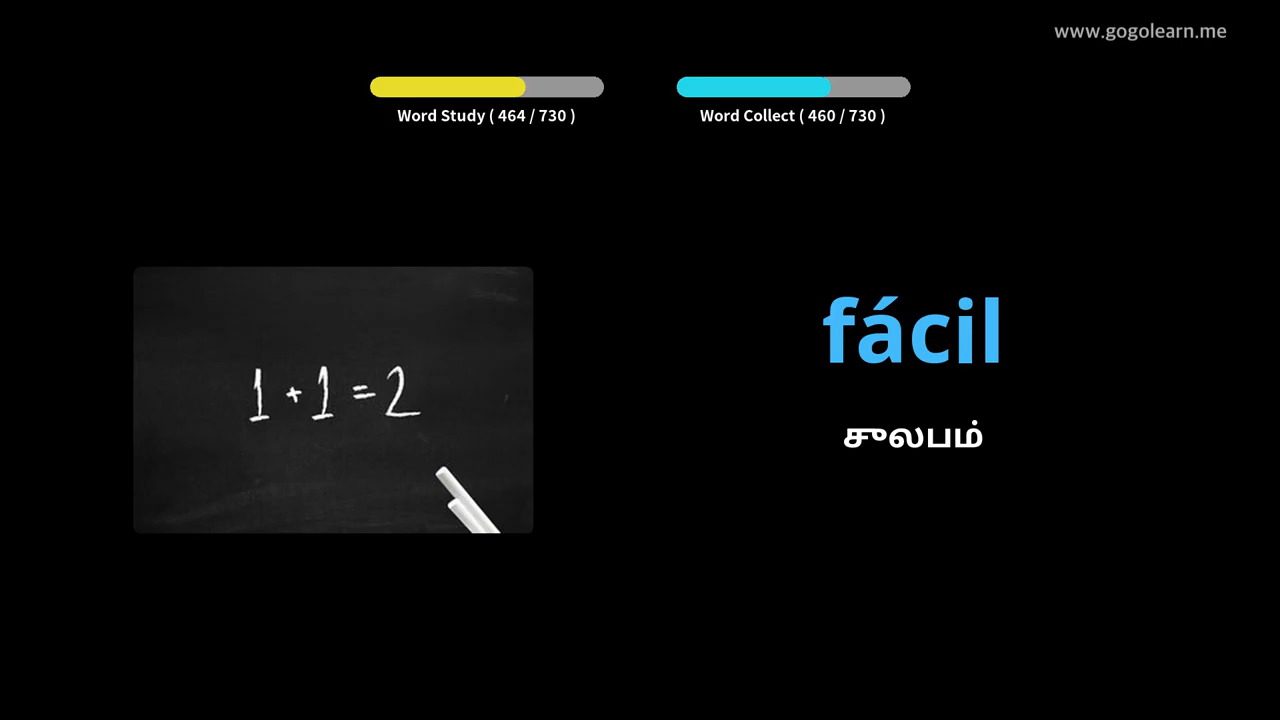 www.gogolearn.me
Word Study ( 464 / 730 )
Word Collect ( 460 / 730 )
1 + 1 = 2
fácil
சுலபம்